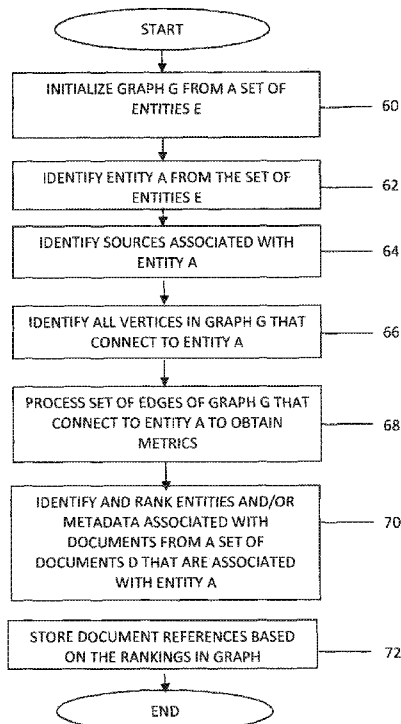 START
INITIALIZE GRAPH G FROM A SET OF
ENTITIES E
60
IDENTIFY ENTITY A FROM THE SET OF
ENTITIES E
62
IDENTIFY SOURCES ASSOCIATED WITH
ENTITY A
64
IDENTIFY ALL VERTICES IN GRAPH G THAT
CONNECT TO ENTITY A
66
PROCESS SET OF EDGES OF GRAPH G THAT
CONNECT TO ENTITY A TO OBTAIN
METRICS
68
IDENTIFY AND RANK ENTITIES AND/OR
METADATA ASSOCIATED WITH
DOCUMENTS FROM A SET OF
DOCUMENTS D THAT ARE ASSOCIATED
WITH ENTITY A
70
STORE DOCUMENT REFERENCES BASED
ON THE RANKINGS IN GRAPH
72
END